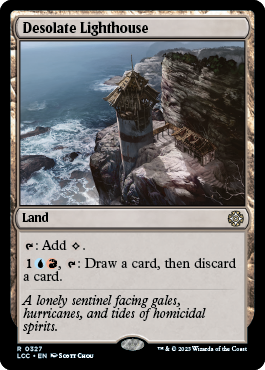 Desolate Lighthouse
Land
: Add .
1 , : Draw a card, then discard
a card.
A lonely sentinel facing gales,
hurricanes, and tides of homicidal
spirits.
R 0327
LCC • EN Scott Chou
™ & © 2023 Wizards of the Coast